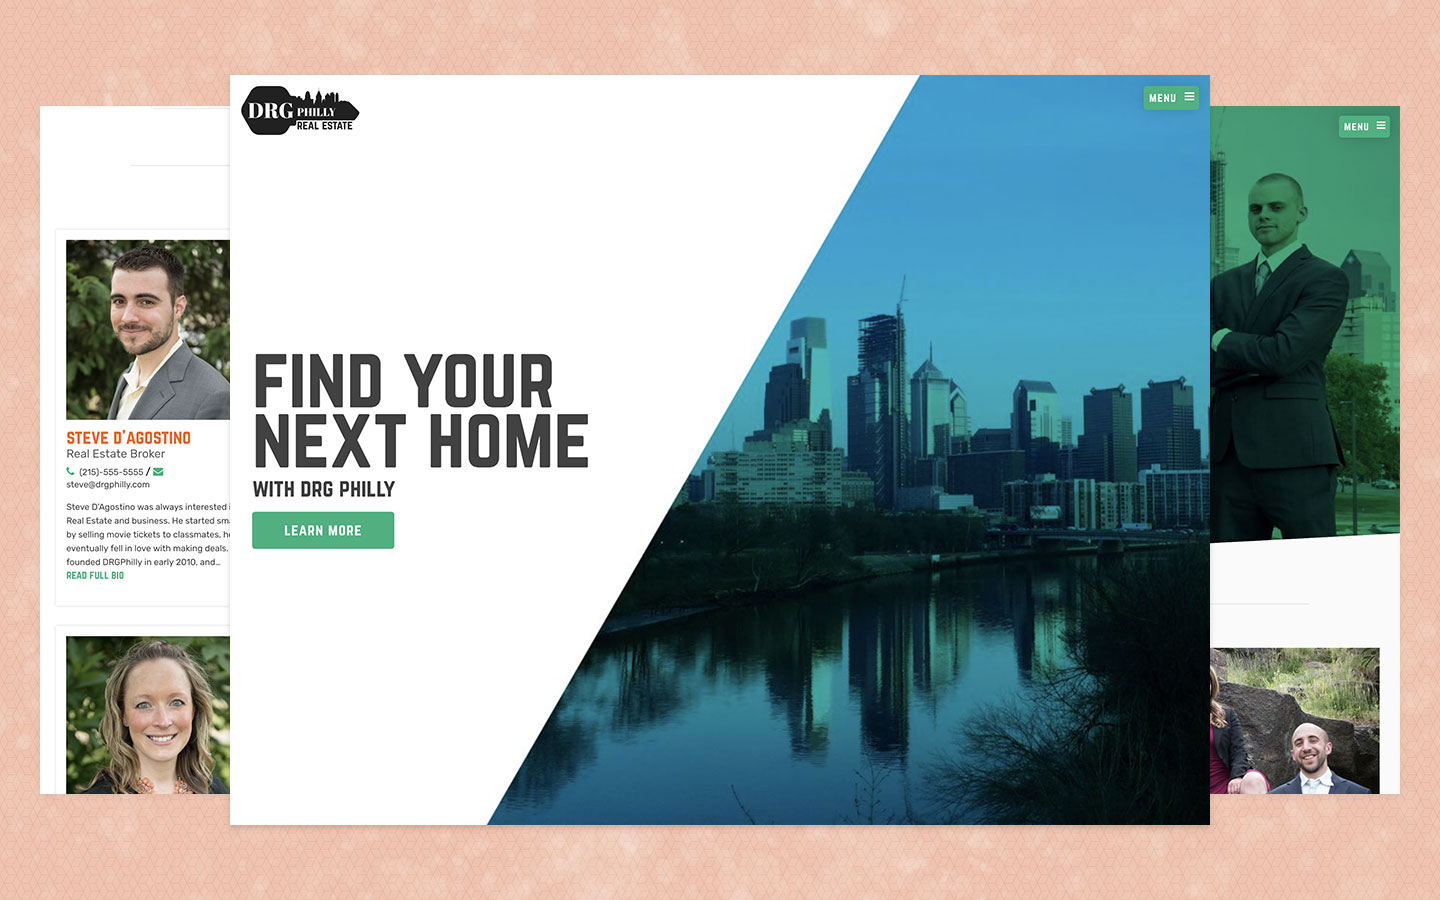 DRG PHILLY
REAL ESTATE
MENU
FIND YOUR
NEXT HOME
WITH DRG PHILLY
LEARN MORE
STEVE D'AGOSTINO
Real Estate Broker
(215)-555-5555 /
steve@drgphilly.com
Steve D'Agostino was always interested
Real Estate and business. He started
by selling movie tickets to classmates,
eventually fell in love with making deals.
founded DRGPhilly in early 2010, and...
READ FULL BIO
MENU